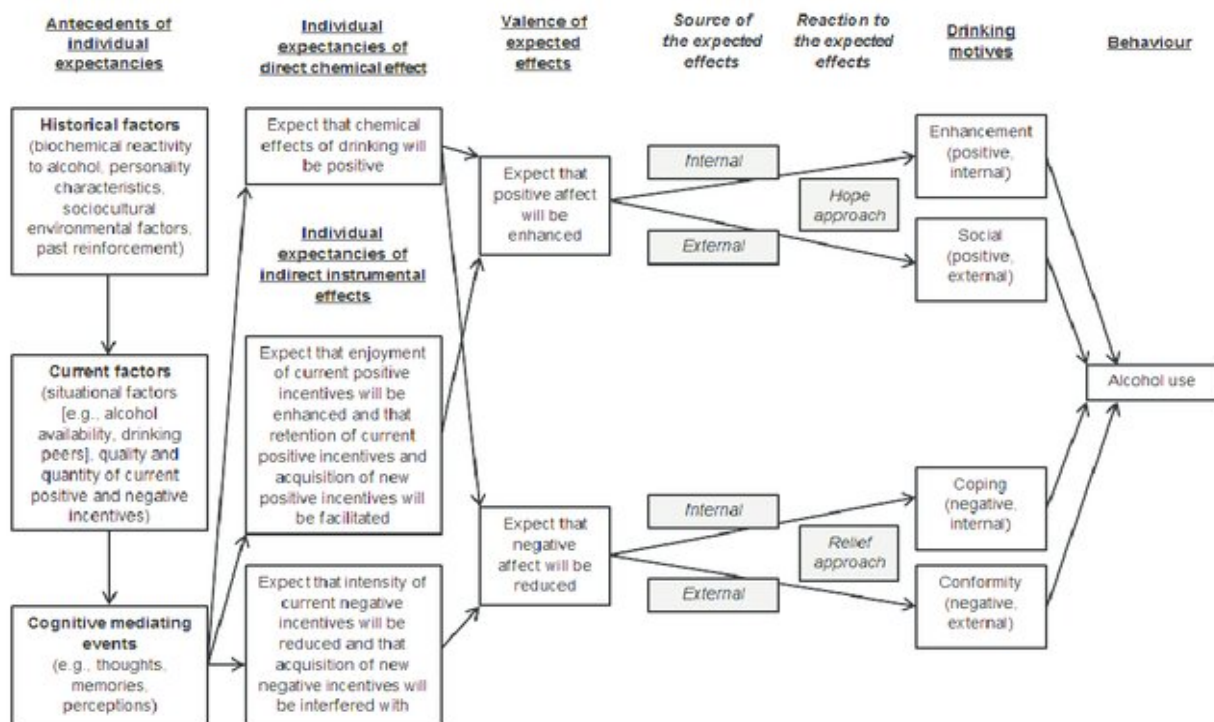 Antecedents of
individual
expectancies
Individual
expectancies of
direct chemical effect
Valence of
expected
effects
Source of
the expected
effects
Reaction to
the expected
effects
Drinking
motives
Behaviour
Historical factors
(biochemical reactivity
to alcohol, personality
characteristics,
sociocultural
environmental factors,
past reinforcement)
Current factors
(situational factors
[e.g., alcohol
availability, drinking
peers], quality and
quantity of current
positive and negative
incentives)
Cognitive mediating
events
(e.g., thoughts,
memories,
perceptions)
Expect that chemical
effects of drinking will
be positive
Individual
expectancies of
indirect instrumental
effects
Expect that enjoyment
of current positive
incentives will be
enhanced and that
retention of current
positive incentives and
acquisition of new
positive incentives will
be facilitated
Expect that intensity of
current negative
incentives will be
reduced and that
acquisition of new
negative incentives will
be interfered with
Expect that
positive affect
will be
enhanced
Expect that
negative
affect will be
reduced
Internal
External
Hope
approach
Internal
External
Relief
approach
Enhancement
(positive,
internal)
Social
(positive,
external)
Coping
(negative,
internal)
Conformity
(negative,
external)
Alcohol use